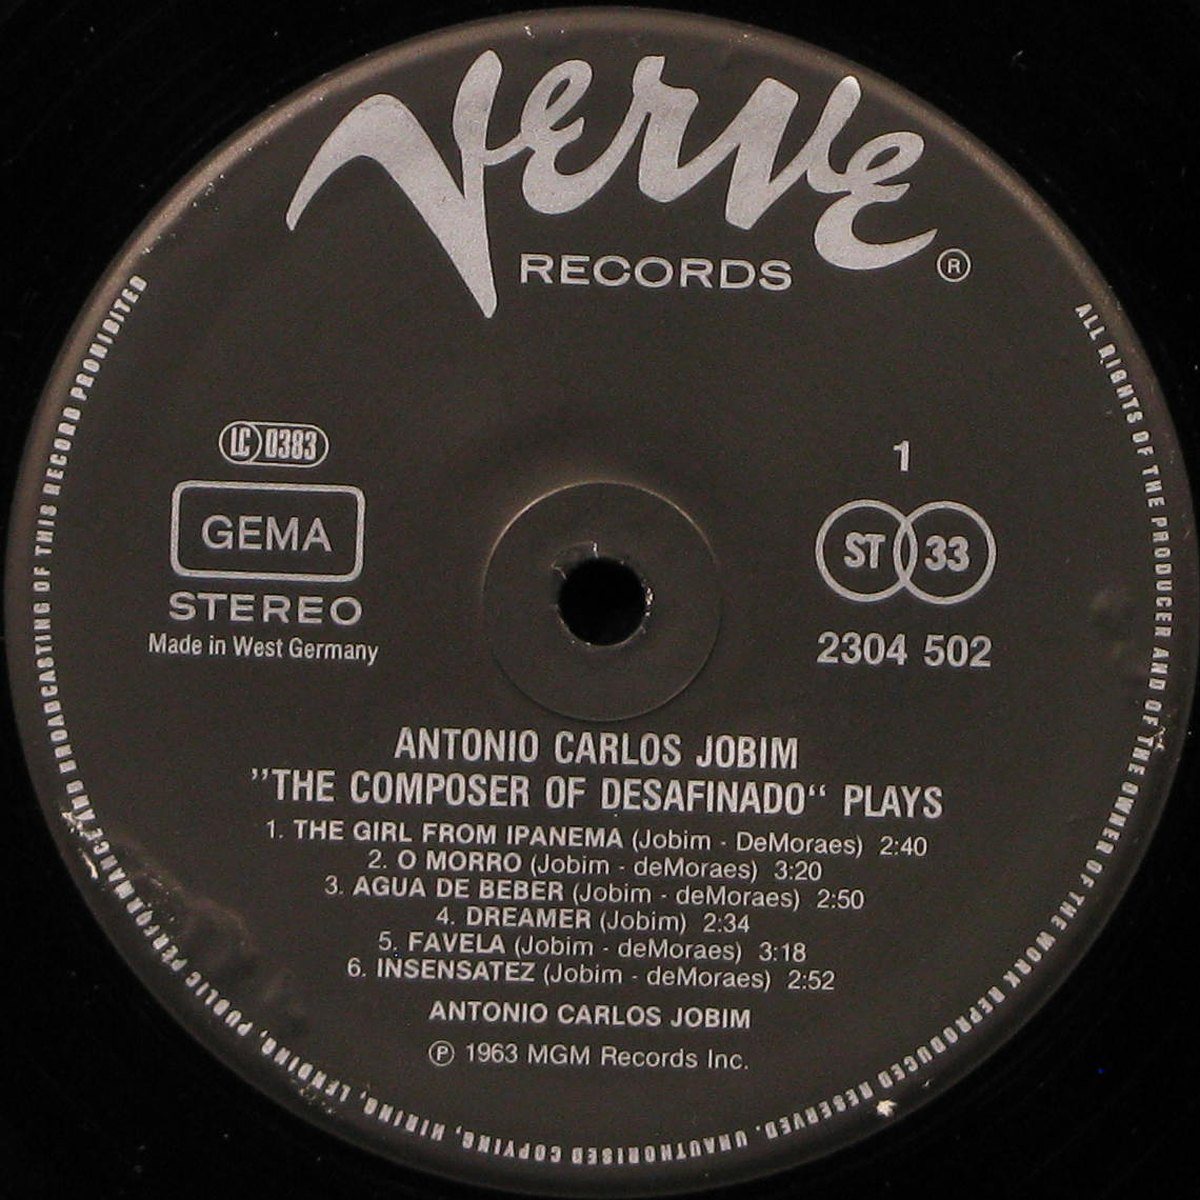 Verve
RECORDS
®
LC 0383
GEMA
STEREO
Made in West Germany
1
ST 33
2304 502
ANTONIO CARLOS JOBIM
”THE COMPOSER OF DESAFINADO“ PLAYS
1. THE GIRL FROM IPANEMA (Jobim - DeMoraes) 2:40
2. O MORRO (Jobim - deMoraes) 3:20
3. AGUA DE BEBER (Jobim - deMoraes) 2:50
4. DREAMER (Jobim) 2:34
5. FAVELA (Jobim - deMoraes) 3:18
6. INSENSATEZ (Jobim - deMoraes) 2:52
ANTONIO CARLOS JOBIM
℗ 1963 MGM Records Inc.
ALL RIGHTS OF THE PRODUCER AND OF THE OWNER OF THE WORK REPRODUCED RESERVED. UNAUTHORISED COPYING, HIRING, LENDING, PUBLIC PERFORMANCE AND BROADCASTING OF THIS RECORD PROHIBITED